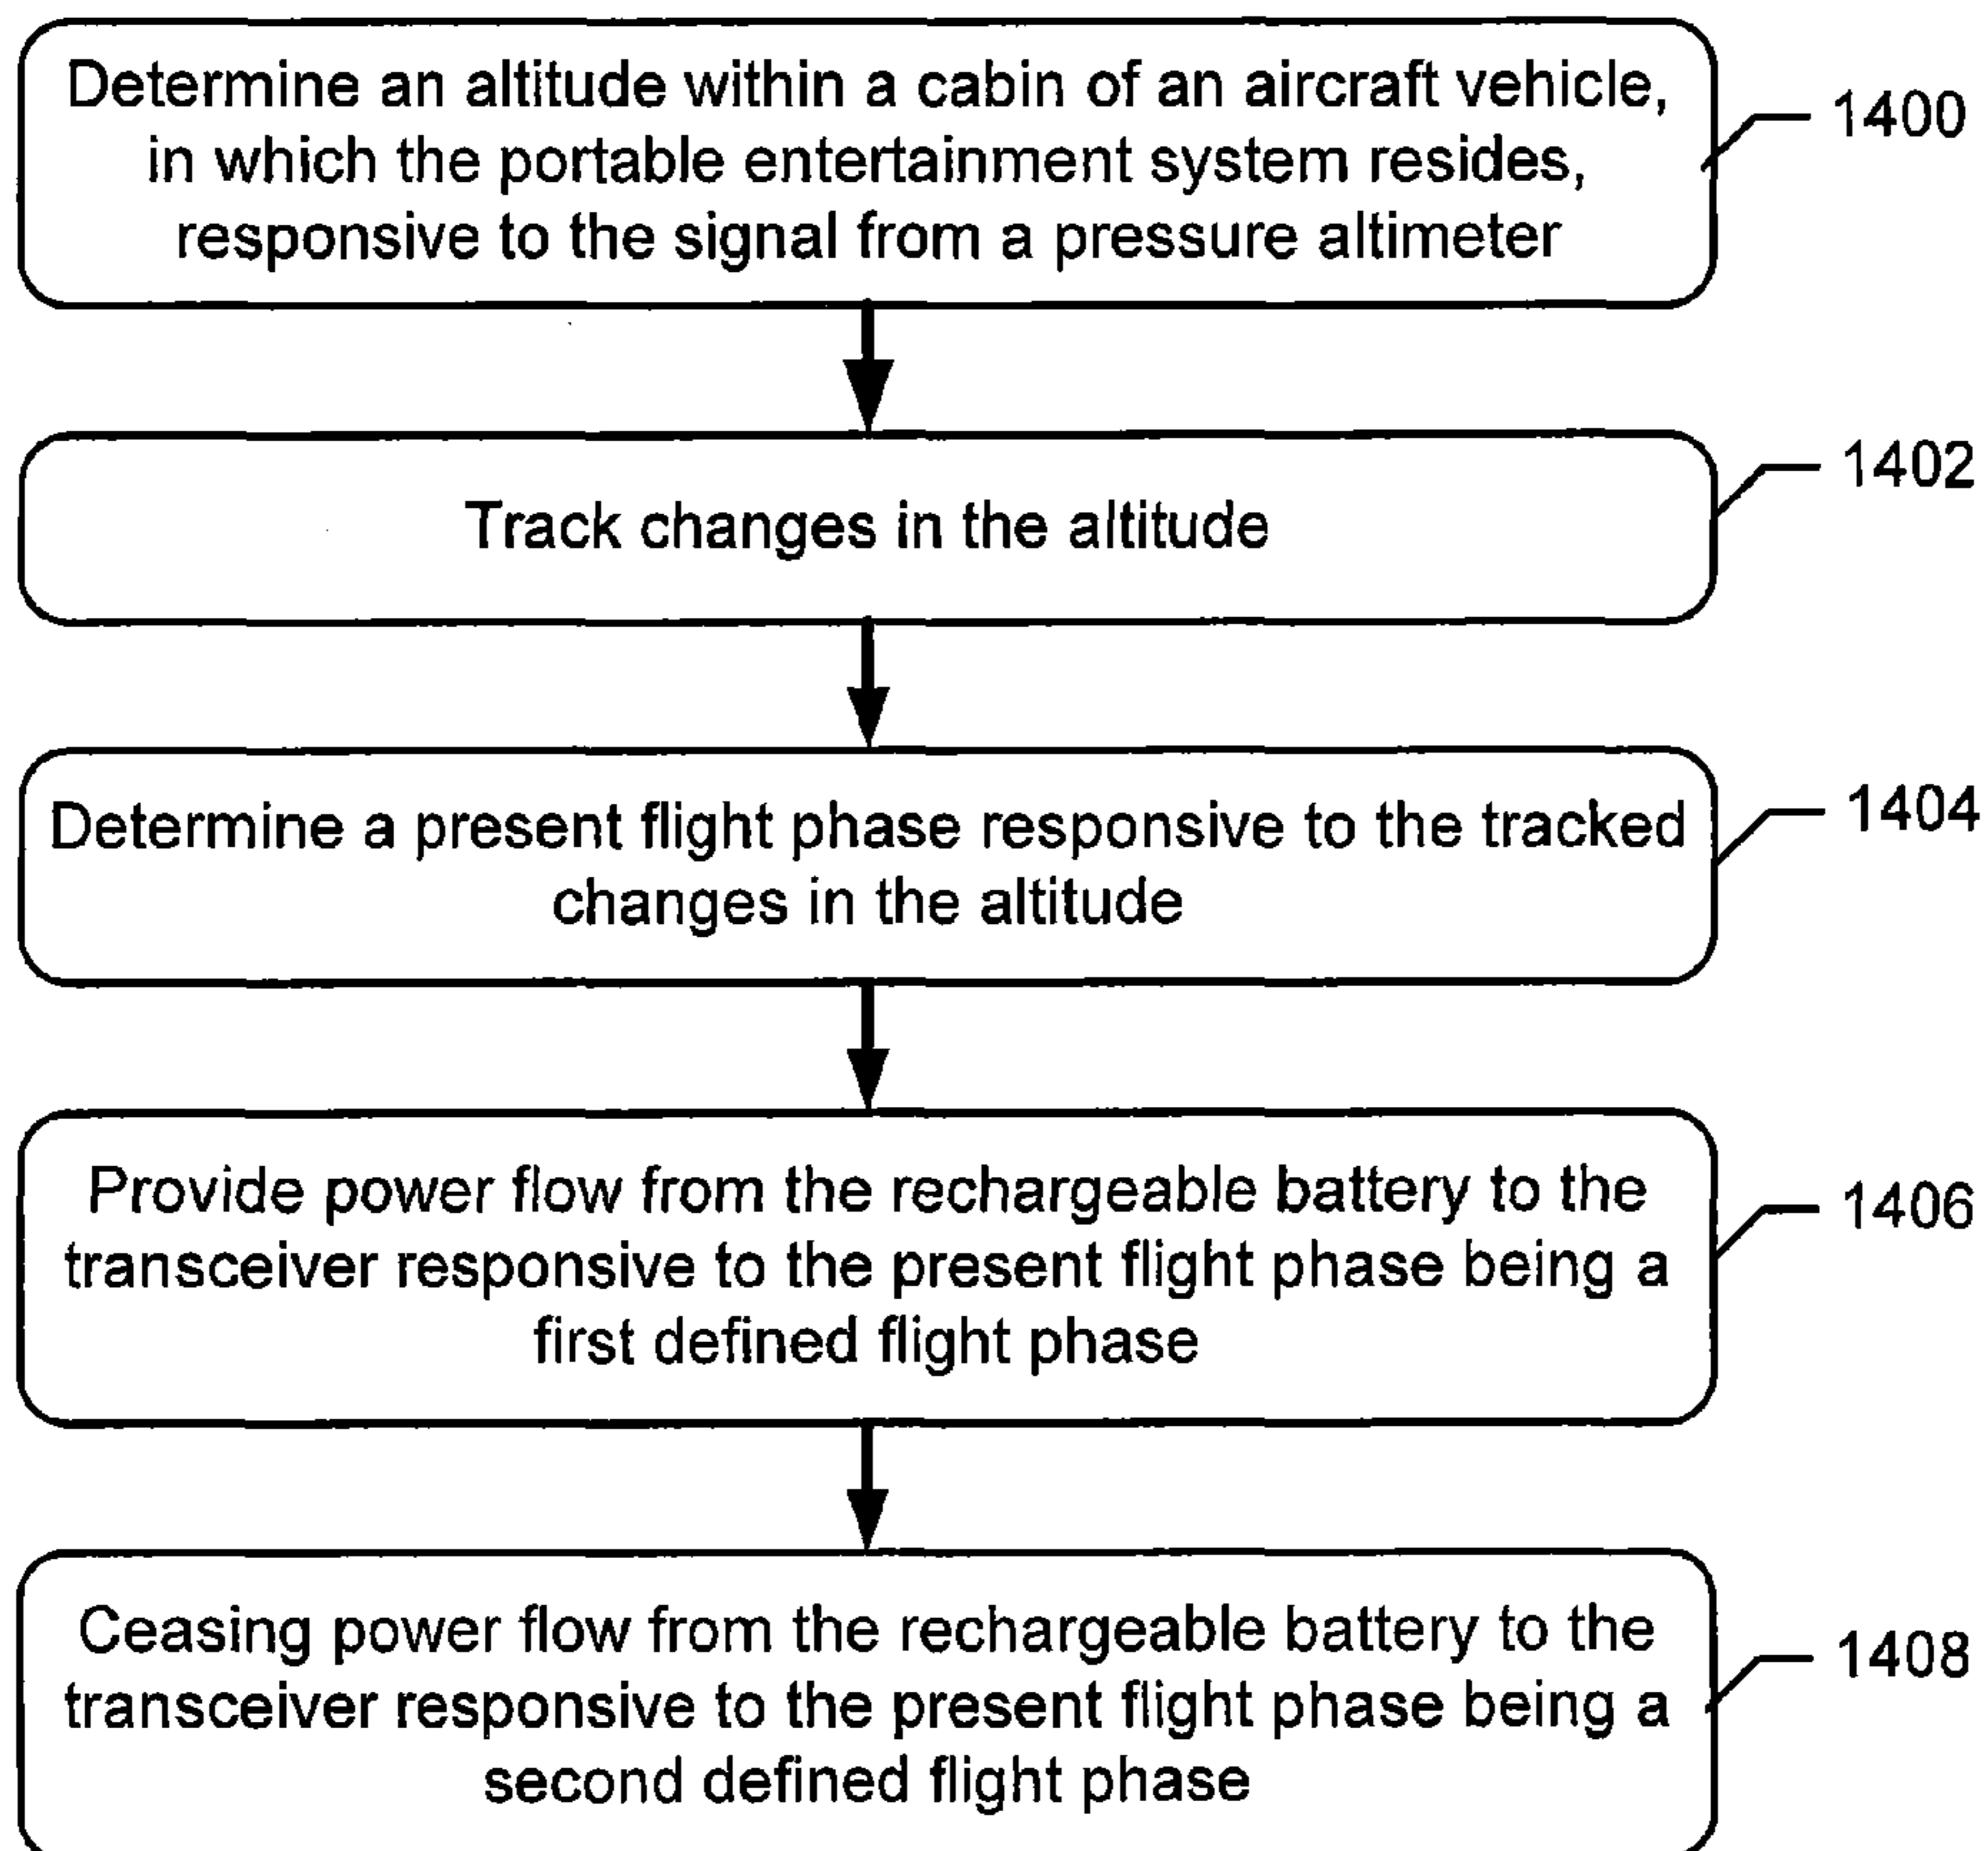 Determine an altitude within a cabin of an aircraft vehicle,
in which the portable entertainment system resides,
responsive to the signal from a pressure altimeter
1400
Track changes in the altitude
1402
Determine a present flight phase responsive to the tracked
changes in the altitude
1404
Provide power flow from the rechargeable battery to the
transceiver responsive to the present flight phase being a
first defined flight phase
1406
Ceasing power flow from the rechargeable battery to the
transceiver responsive to the present flight phase being a
second defined flight phase
1408